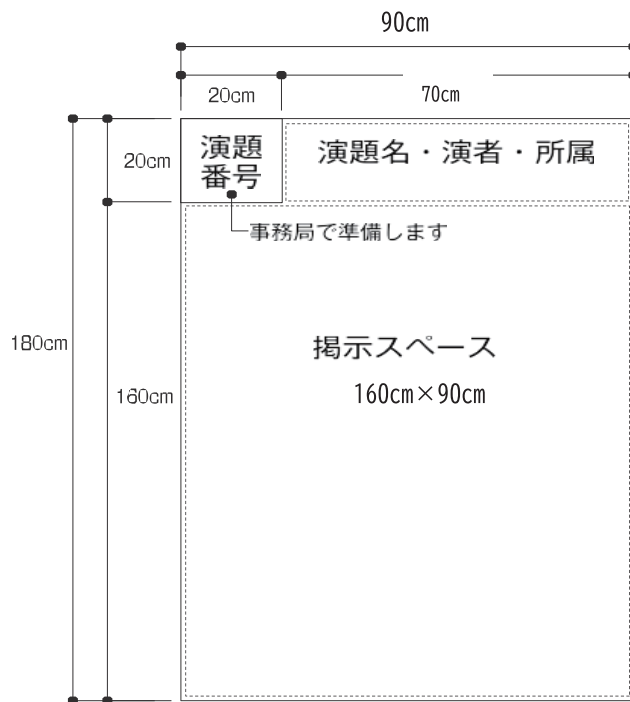 90cm
20cm
70cm
20cm
演題
番号
演題名・演者・所属
事務局で準備します
180cm
掲示スペース
160cm
160cm×90cm